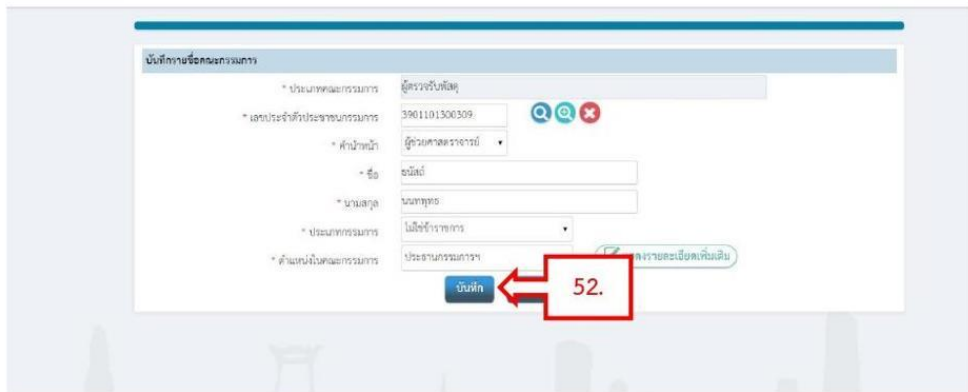 บันทึกรายชื่อคณะกรรมการ
* ประเภทคณะกรรมการ ผู้ตรวจรับพัสดุ
* เลขประจำตัวประชาชนกรรมการ 3901101300309
* คำนำหน้า ผู้ช่วยศาสตราจารย์
* ชื่อ ธนัสถ์
* นามสกุล นนทพุทธ
* ประเภทกรรมการ ไม่ใช่ข้าราชการ
* ตำแหน่งในคณะกรรมการ ประธานกรรมการฯ รายละเอียดเพิ่มเติม
บันทึก 52.